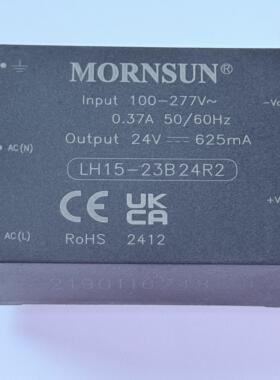 MORNSUN®
Input 100-277V~
0.37A 50/60Hz
Output 24V⎓625mA
LH15-23B24R2
AC(N)
AC(L)
-Vo
+V
CE UK CA
RoHS 2412